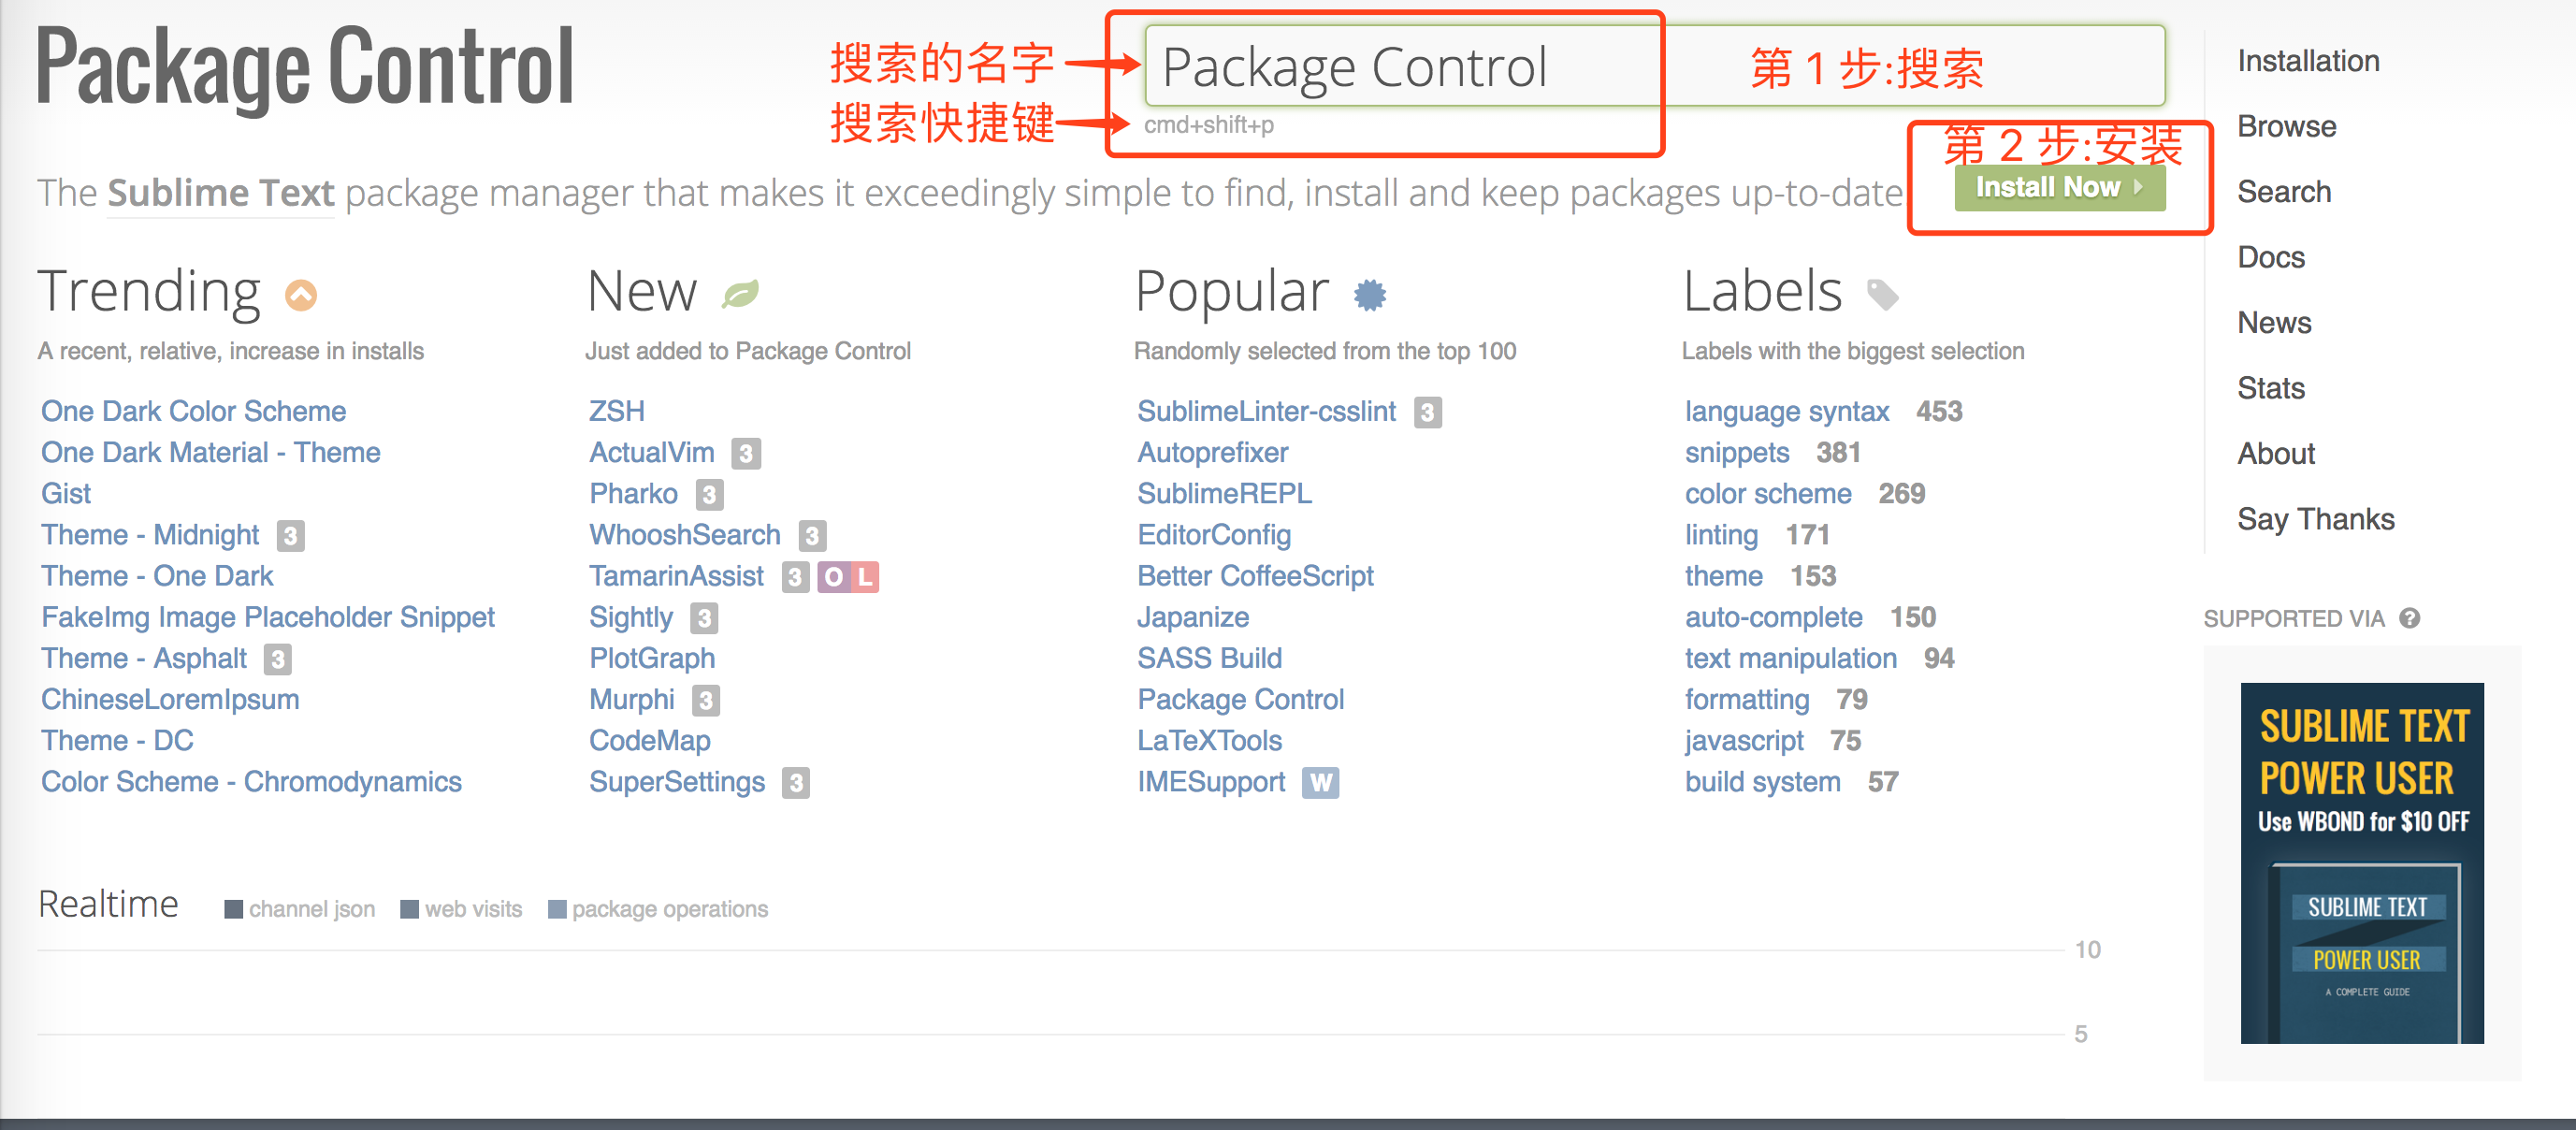 Package Control
搜索的名字
Package Control
第 1 步:搜索
搜索快捷键
cmd+shift+p
第 2 步:安装
The Sublime Text package manager that makes it exceedingly simple to find, install and keep packages up-to-date
Install Now
Installation
Browse
Search
Docs
News
Stats
About
Say Thanks
Trending
A recent, relative, increase in installs
One Dark Color Scheme
One Dark Material - Theme
Gist
Theme - Midnight 3
Theme - One Dark
FakeImg Image Placeholder Snippet
Theme - Asphalt 3
ChineseLoremIpsum
Theme - DC
Color Scheme - Chromodynamics
New
Just added to Package Control
ZSH
ActualVim 3
Pharko 3
WhooshSearch 3
TamarinAssist 3 O L
Sightly 3
PlotGraph
Murphi 3
CodeMap
SuperSettings 3
Popular
Randomly selected from the top 100
SublimeLinter-csslint 3
Autoprefixer
SublimeREPL
EditorConfig
Better CoffeeScript
Japanize
SASS Build
Package Control
LaTeXTools
IMESupport W
Labels
Labels with the biggest selection
language syntax 453
snippets 381
color scheme 269
linting 171
theme 153
auto-complete 150
text manipulation 94
formatting 79
javascript 75
build system 57
SUPPORTED VIA ?
SUBLIME TEXT
POWER USER
Use WBOND for $10 OFF
SUBLIME TEXT
POWER USER
A COMPLETE GUIDE
Realtime channel json web visits package operations
10
5